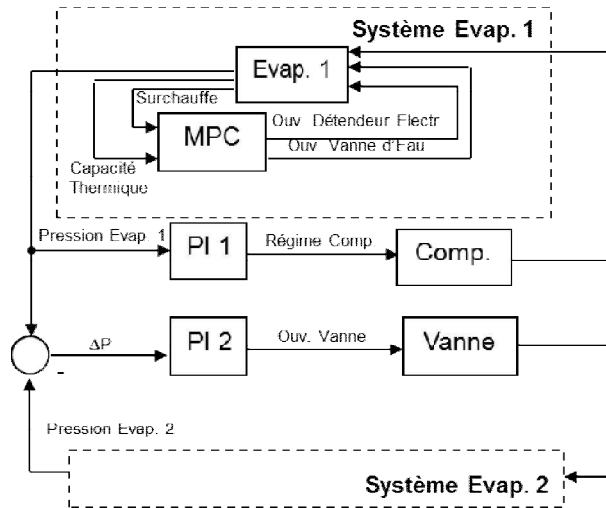 Système Evap. 1
Evap. 1
Surchauffe
Ouv. Détendeur Electr
MPC
Ouv Vanne d'Eau
Capacité
Thermique
Pression Evap. 1
PI 1
Régime Comp.
Comp.
ΔP
PI 2
Ouv. Vanne
Vanne
-
Pression Evap. 2
Système Evap. 2